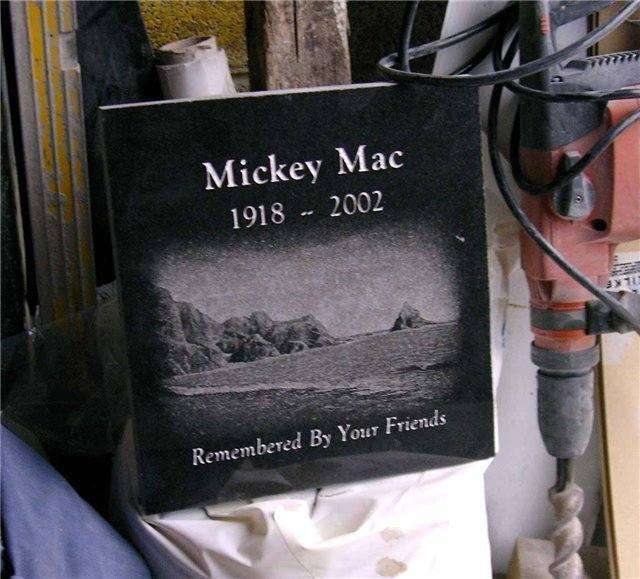 Mickey Mac
1918 -- 2002
Remembered By Your Friends